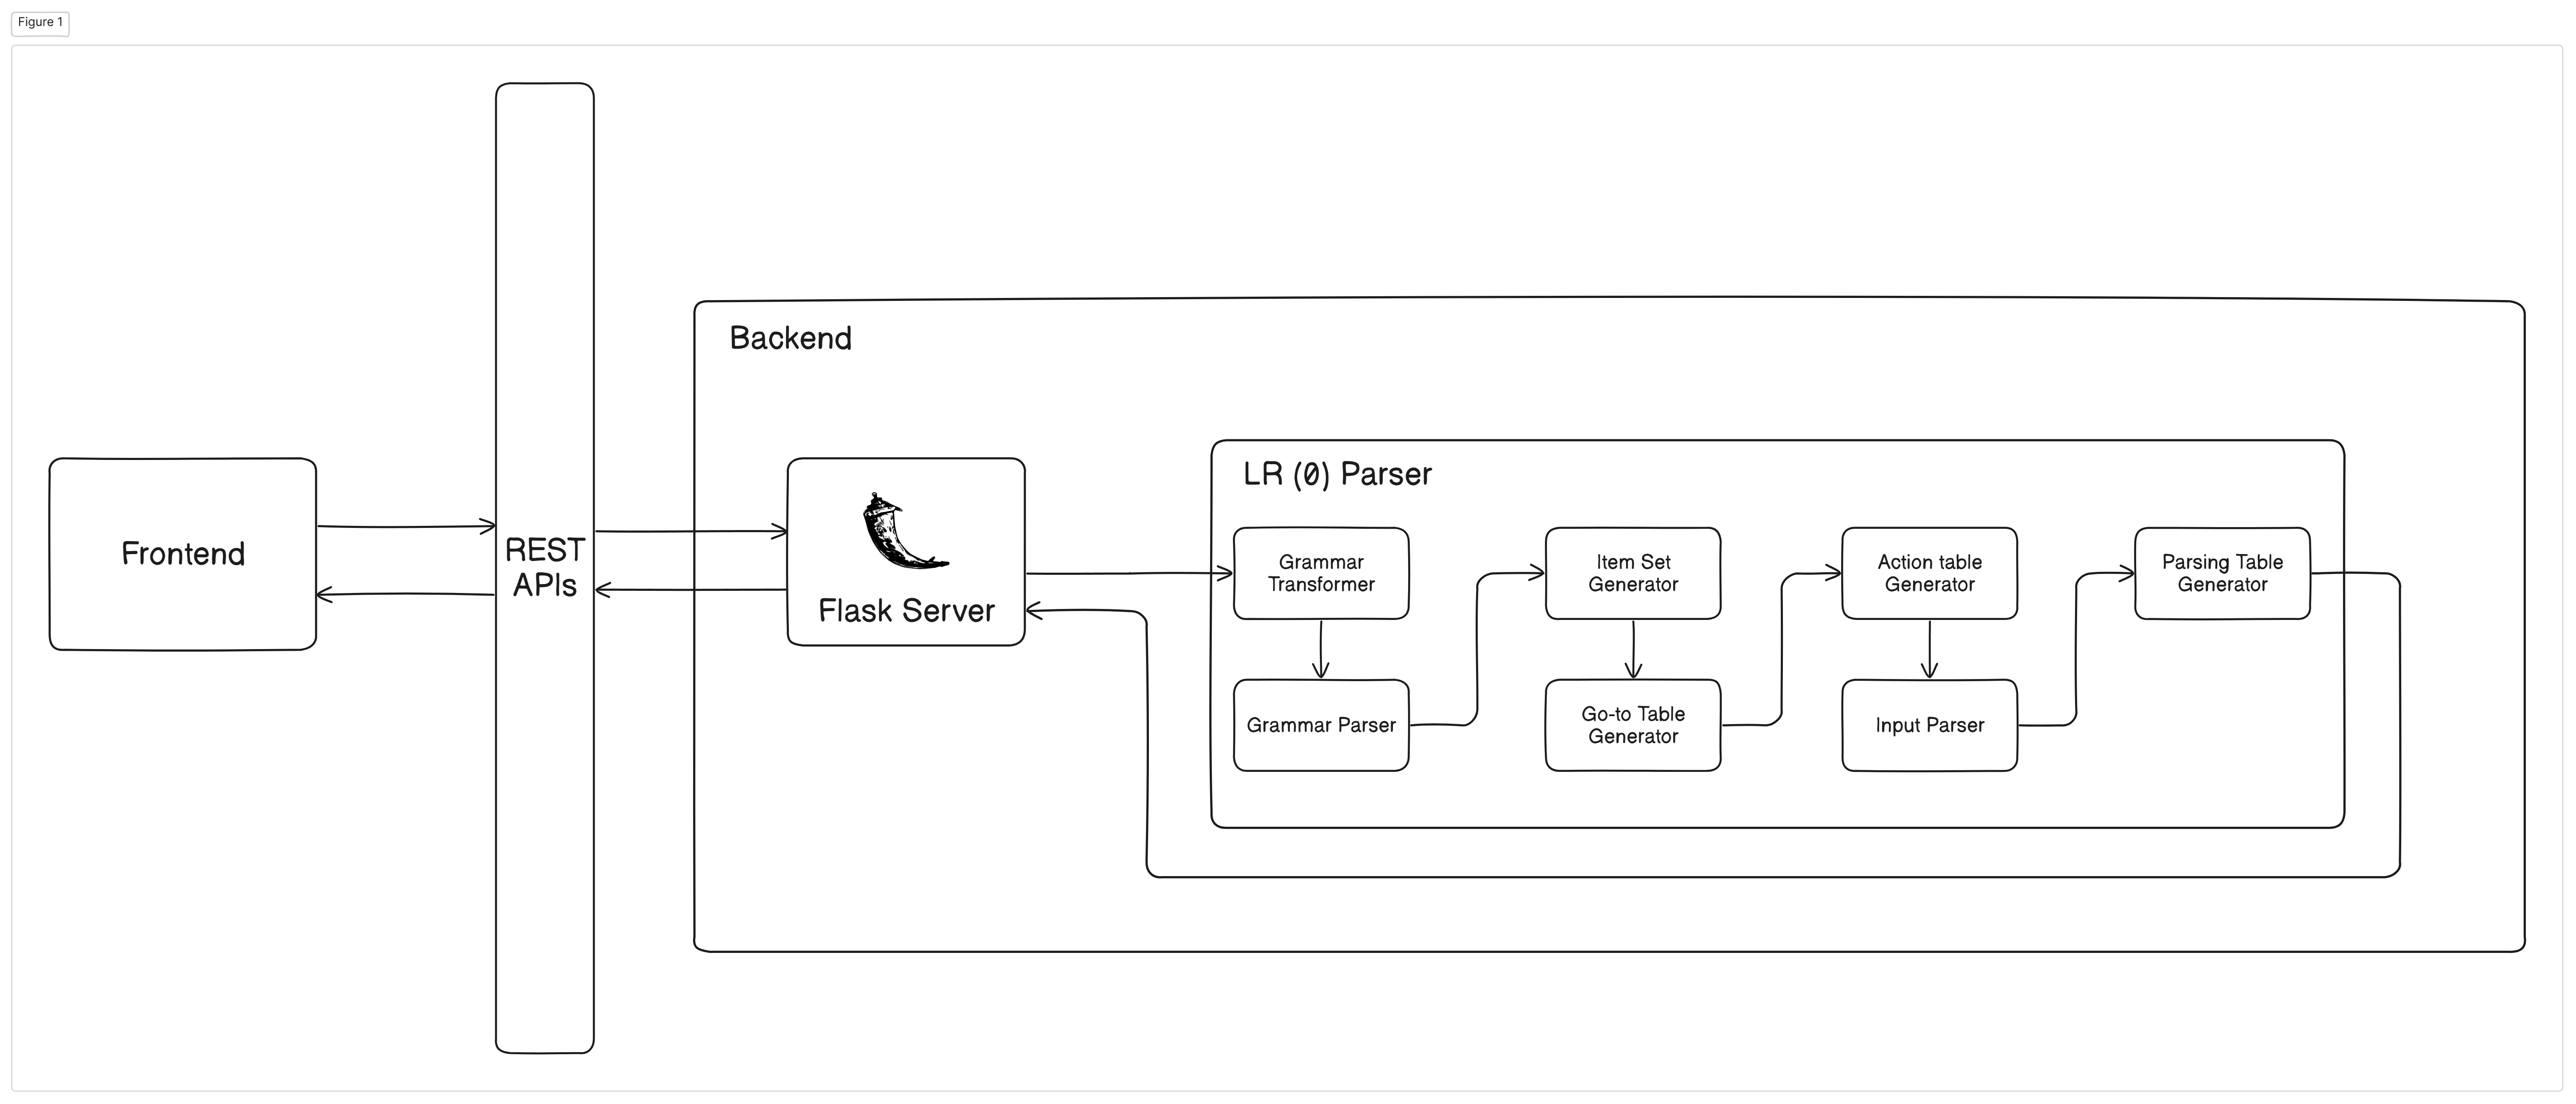 Figure 1
Backend
LR (0) Parser
Frontend
REST
APIs
Flask Server
Grammar
Transformer
Item Set
Generator
Action table
Generator
Parsing Table
Generator
Grammar Parser
Go-to Table
Generator
Input Parser